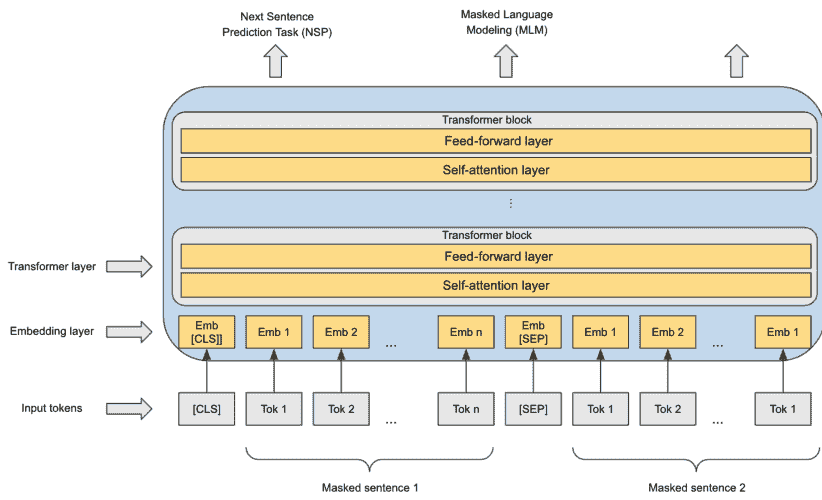 Next Sentence
Prediction Task (NSP)
Masked Language
Modeling (MLM)
Transformer block
Feed-forward layer
Self-attention layer
⋮
Transformer block
Transformer layer
Feed-forward layer
Self-attention layer
Embedding layer
Emb
[CLS]]
Emb 1
Emb 2
...
Emb n
Emb
[SEP]
Emb 1
Emb 2
...
Emb 1
Input tokens
[CLS]
Tok 1
Tok 2
...
Tok n
[SEP]
Tok 1
Tok 2
...
Tok 1
Masked sentence 1
Masked sentence 2